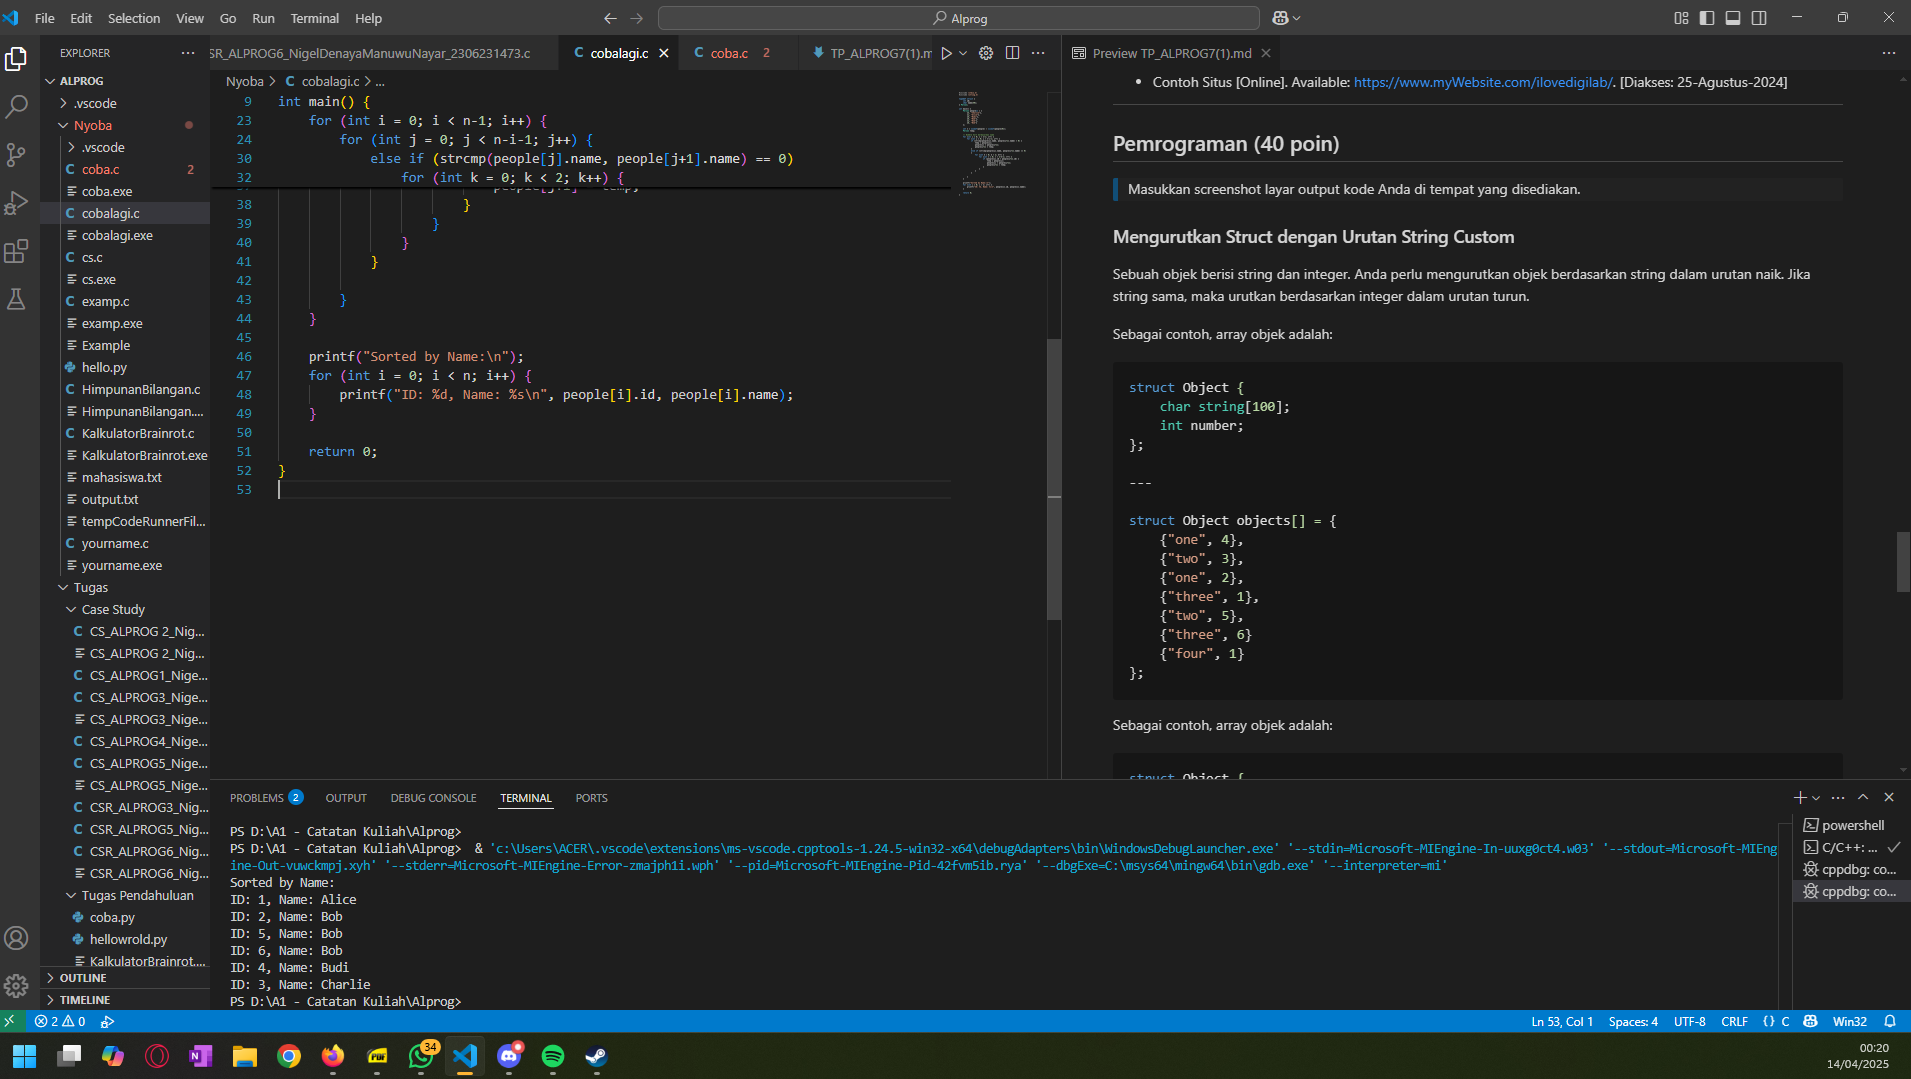 File Edit Selection View Go Run Terminal Help
Alprog
EXPLORER
ALPROG
.vscode
Nyoba
.vscode
coba.c 2
coba.exe
cobalagi.c
cobalagi.exe
cs.c
cs.exe
examp.c
examp.exe
Example
hello.py
HimpunanBilangan.c
HimpunanBilangan....
KalkulatorBrainrot.c
KalkulatorBrainrot.exe
mahasiswa.txt
output.txt
tempCodeRunnerFil...
yourname.c
yourname.exe
Tugas
Case Study
CS_ALPROG 2_Nig...
CS_ALPROG 2_Nig...
CS_ALPROG1_Nige...
CS_ALPROG3_Nige...
CS_ALPROG3_Nige...
CS_ALPROG4_Nige...
CS_ALPROG5_Nige...
CS_ALPROG5_Nige...
CSR_ALPROG3_Nig...
CSR_ALPROG5_Nig...
CSR_ALPROG6_Nig...
CSR_ALPROG6_Nig...
Tugas Pendahuluan
coba.py
hellowrold.py
KalkulatorBrainrot....
OUTLINE
TIMELINE
SR_ALPROG6_NigelDenayaManuwuNayar_2306231473.c
cobalagi.c
coba.c 2
TP_ALPROG7(1).m
Nyoba > C cobalagi.c > ...
9 int main() {
23 for (int i = 0; i < n-1; i++) {
24 for (int j = 0; j < n-i-1; j++) {
30 else if (strcmp(people[j].name, people[j+1].name) == 0)
32 for (int k = 0; k < 2; k++) {
38 }
39 }
40 }
41 }
42
43 }
44 }
45
46 printf("Sorted by Name:\n");
47 for (int i = 0; i < n; i++) {
48 printf("ID: %d, Name: %s\n", people[i].id, people[i].name);
49 }
50
51 return 0;
52 }
53
Preview TP_ALPROG7(1).md
Contoh Situs [Online]. Available: https://www.myWebsite.com/ilovedigilab/. [Diakses: 25-Agustus-2024]
Pemrograman (40 poin)
Masukkan screenshot layar output kode Anda di tempat yang disediakan.
Mengurutkan Struct dengan Urutan String Custom
Sebuah objek berisi string dan integer. Anda perlu mengurutkan objek berdasarkan string dalam urutan naik. Jika
string sama, maka urutkan berdasarkan integer dalam urutan turun.
Sebagai contoh, array objek adalah:
struct Object {
char string[100];
int number;
};
---
struct Object objects[] = {
{"one", 4},
{"two", 3},
{"one", 2},
{"three", 1},
{"two", 5},
{"three", 6}
{"four", 1}
};
Sebagai contoh, array objek adalah:
struct Object {
PROBLEMS 2 OUTPUT DEBUG CONSOLE TERMINAL PORTS
PS D:\A1 - Catatan Kuliah\Alprog>
PS D:\A1 - Catatan Kuliah\Alprog> & 'c:\Users\ACER\.vscode\extensions\ms-vscode.cpptools-1.24.5-win32-x64\debugAdapters\bin\WindowsDebugLauncher.exe' '--stdin=Microsoft-MIEngine-In-uuxg0ct4.w03' '--stdout=Microsoft-MIEng
ine-Out-vuwckmpj.xyh' '--stderr=Microsoft-MIEngine-Error-zmajph1i.wph' '--pid=Microsoft-MIEngine-Pid-42fvm5ib.rya' '--dbgExe=C:\msys64\mingw64\bin\gdb.exe' '--interpreter=mi'
Sorted by Name:
ID: 1, Name: Alice
ID: 2, Name: Bob
ID: 5, Name: Bob
ID: 6, Name: Bob
ID: 4, Name: Budi
ID: 3, Name: Charlie
PS D:\A1 - Catatan Kuliah\Alprog>
powershell
C/C++: ...
cppdbg: co...
cppdbg: co...
2 0
Ln 53, Col 1 Spaces: 4 UTF-8 CRLF {} C Win32
34
00:20
14/04/2025